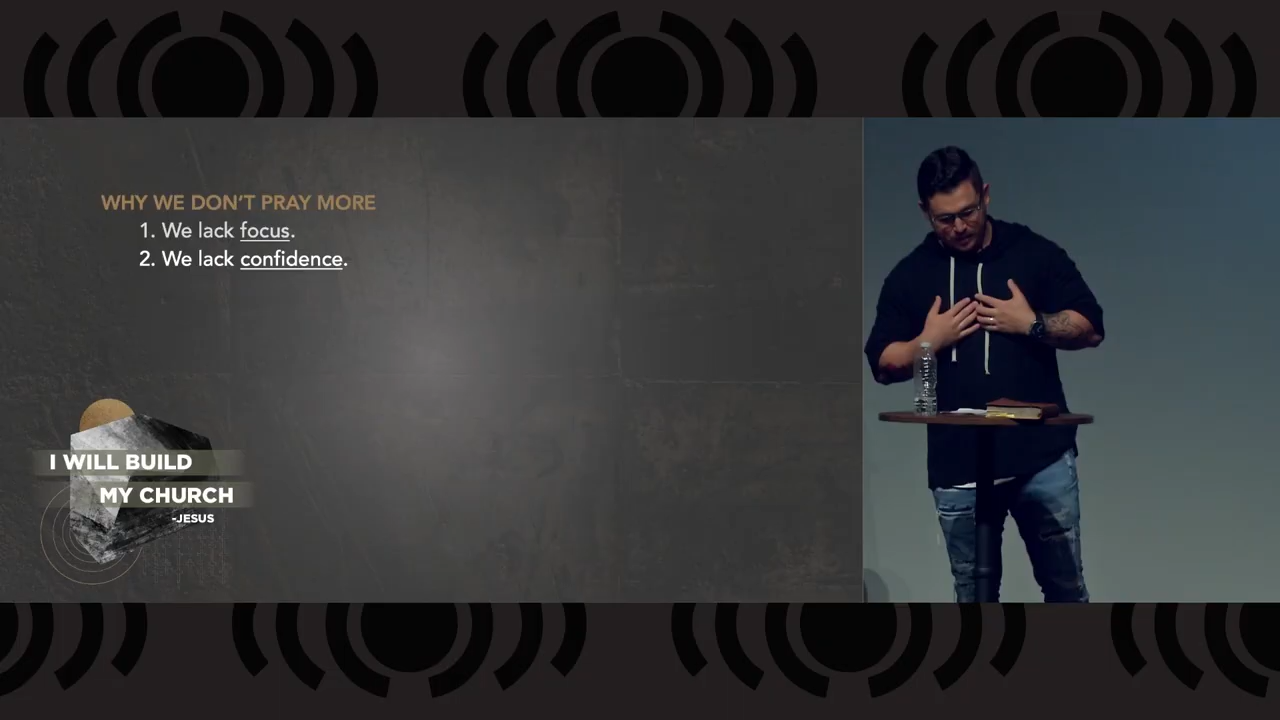 WHY WE DON'T PRAY MORE
1. We lack focus.
2. We lack confidence.
I WILL BUILD
MY CHURCH
-JESUS